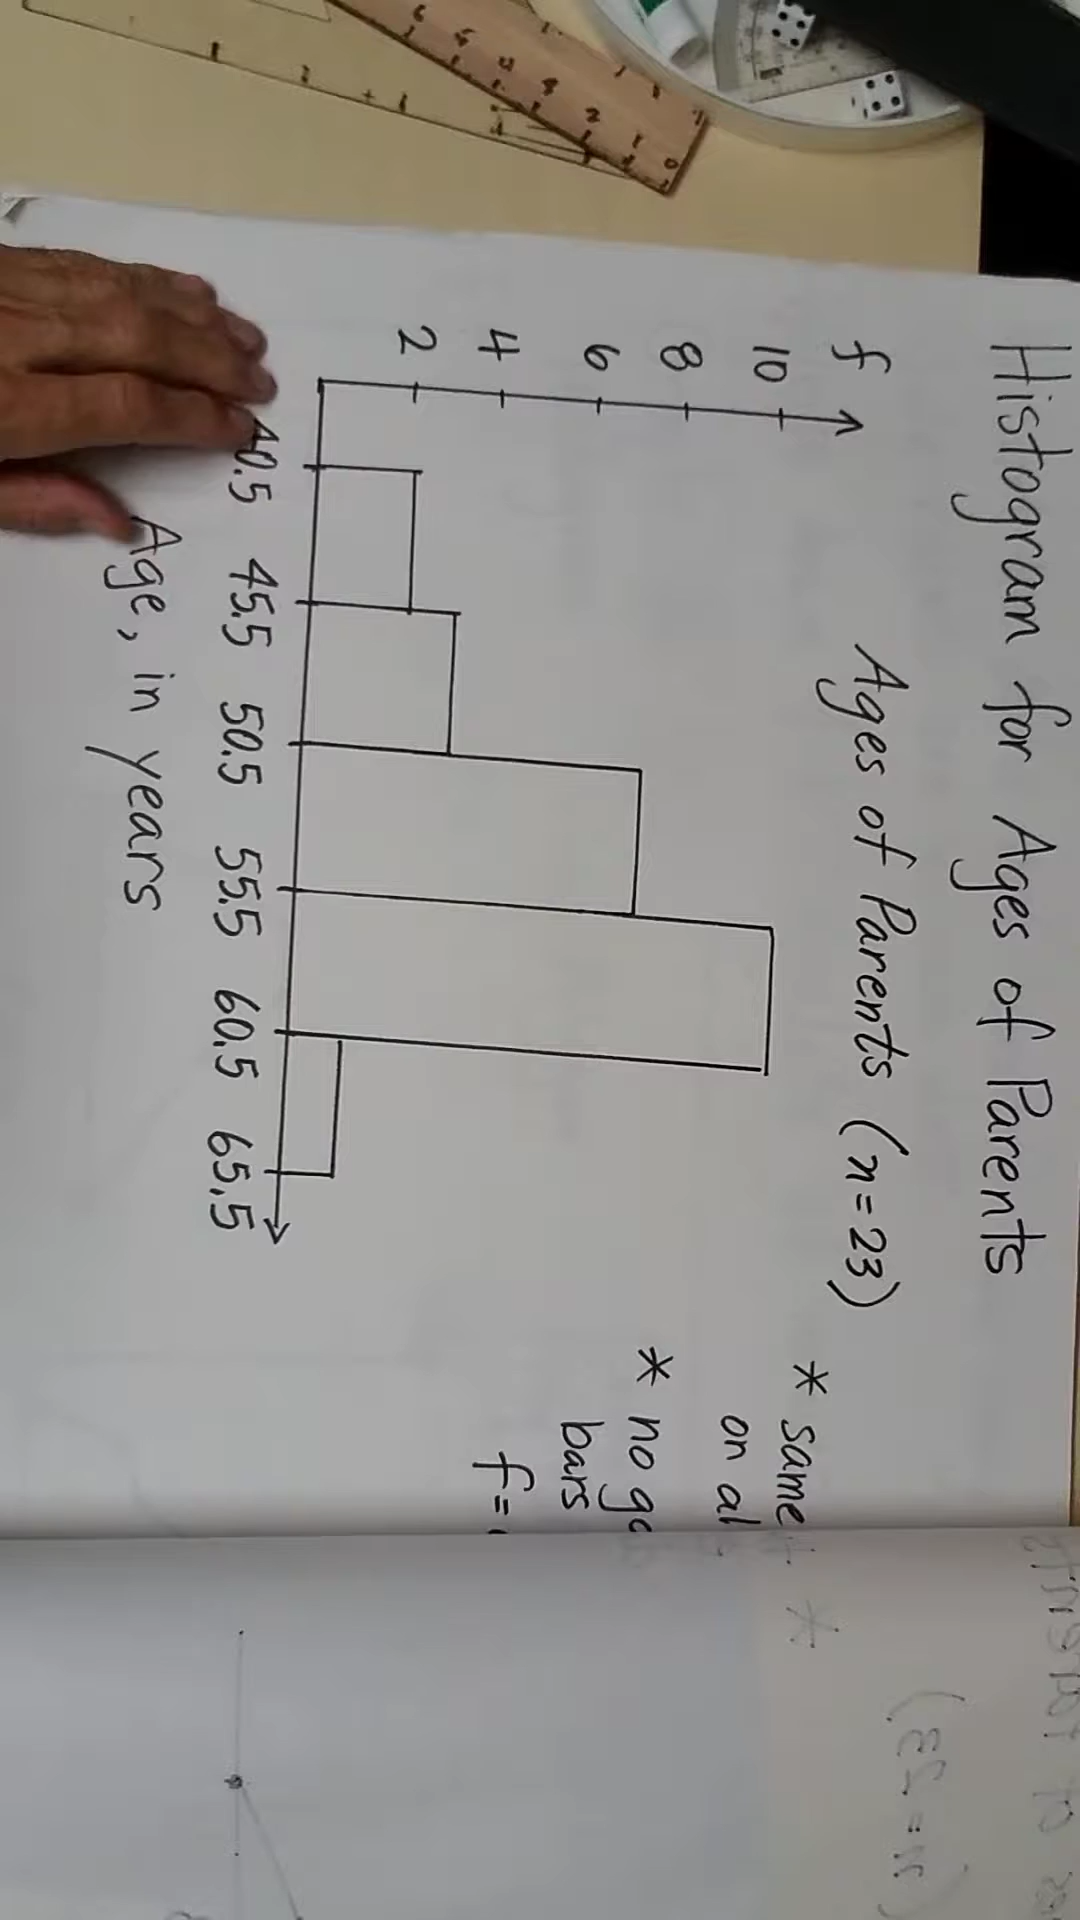 Histogram for Ages of Parents
Ages of Parents (n=23)
f
10
8
6
4
2
40.5 45.5 50.5 55.5 60.5 65.5
Age, in years
* same
on al
* no ga
bars
f=